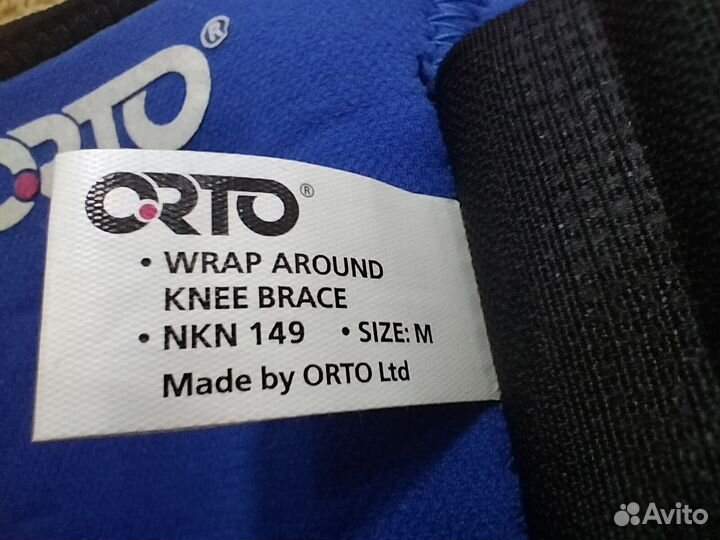 ORTO®
ORTO®
• WRAP AROUND
KNEE BRACE
• NKN 149 • SIZE: M
Made by ORTO Ltd
Avito